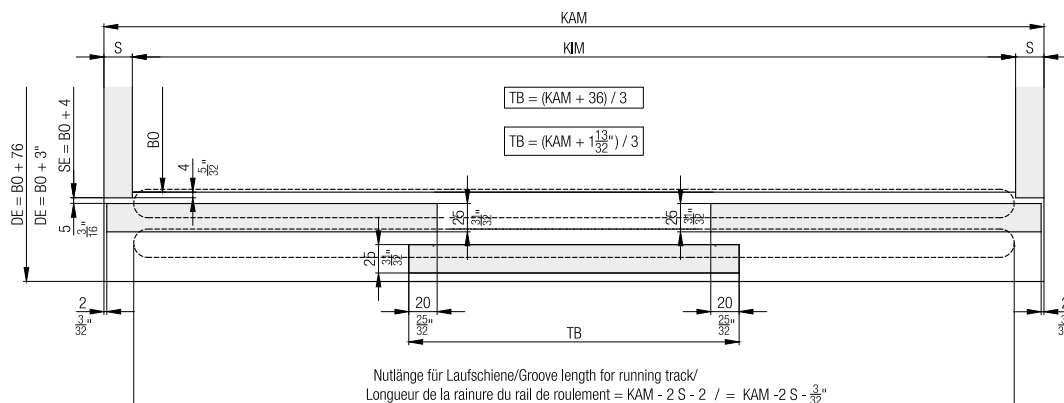 KAM
S KIM S
TB = (KAM + 36) / 3
TB = (KAM + 1 13/32") / 3
DE = BO + 76
DE = BO + 3"
SE = BO + 4
BO
4
5/32"
5
3/16"
25
31/32"
25
31/32"
25
31/32"
2
3/32"
20
25/32"
20
25/32"
2
3/32
TB
Nutlänge für Laufschiene/Groove length for running track/
Longueur de la rainure du rail de roulement = KAM - 2 S - 2 / = KAM -2 S - 3/32"